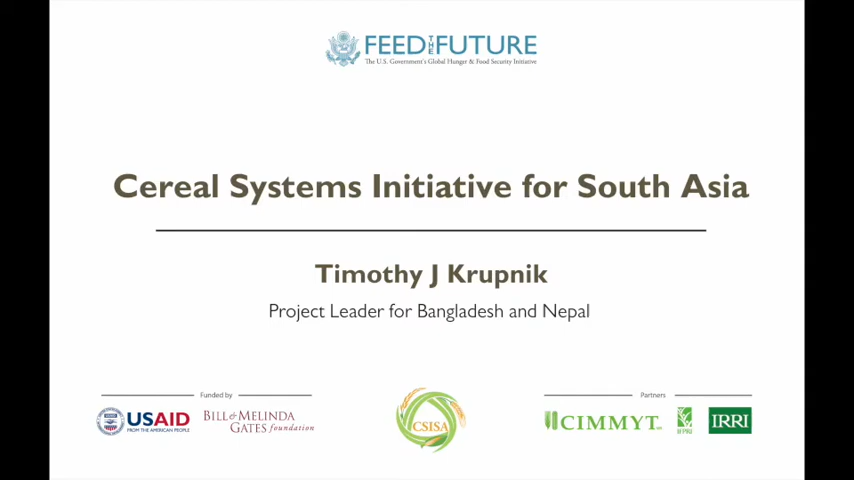 FEED THE FUTURE
The U.S. Government's Global Hunger & Food Security Initiative
Cereal Systems Initiative for South Asia
Timothy J Krupnik
Project Leader for Bangladesh and Nepal
Funded by
USAID
FROM THE AMERICAN PEOPLE
BILL & MELINDA
GATES foundation
CSISA
Partners
CIMMYT
IFPRI
IRRI